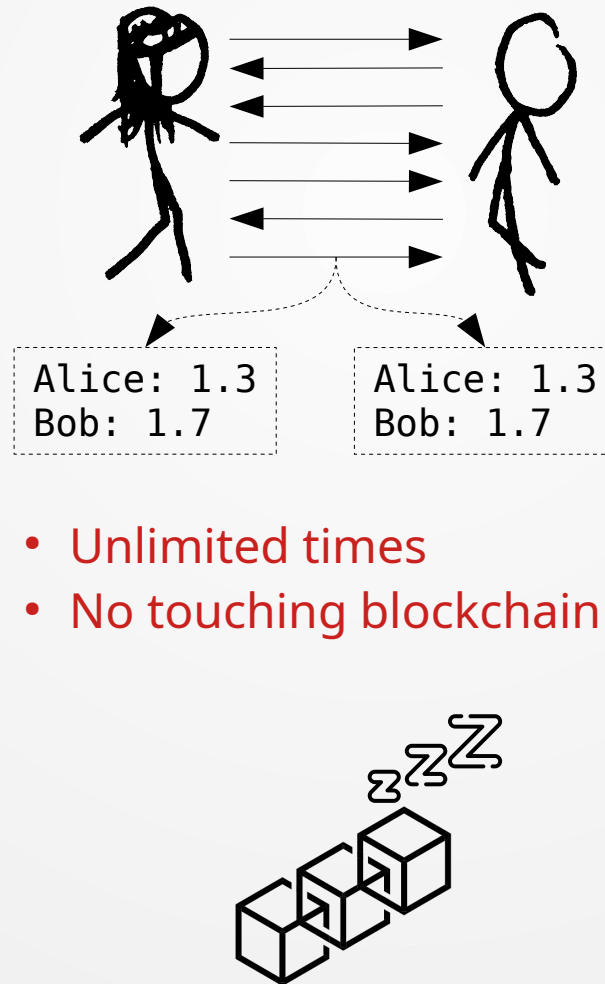 Alice: 1.3
Bob: 1.7
Alice: 1.3
Bob: 1.7
• Unlimited times
• No touching blockchain
z z Z